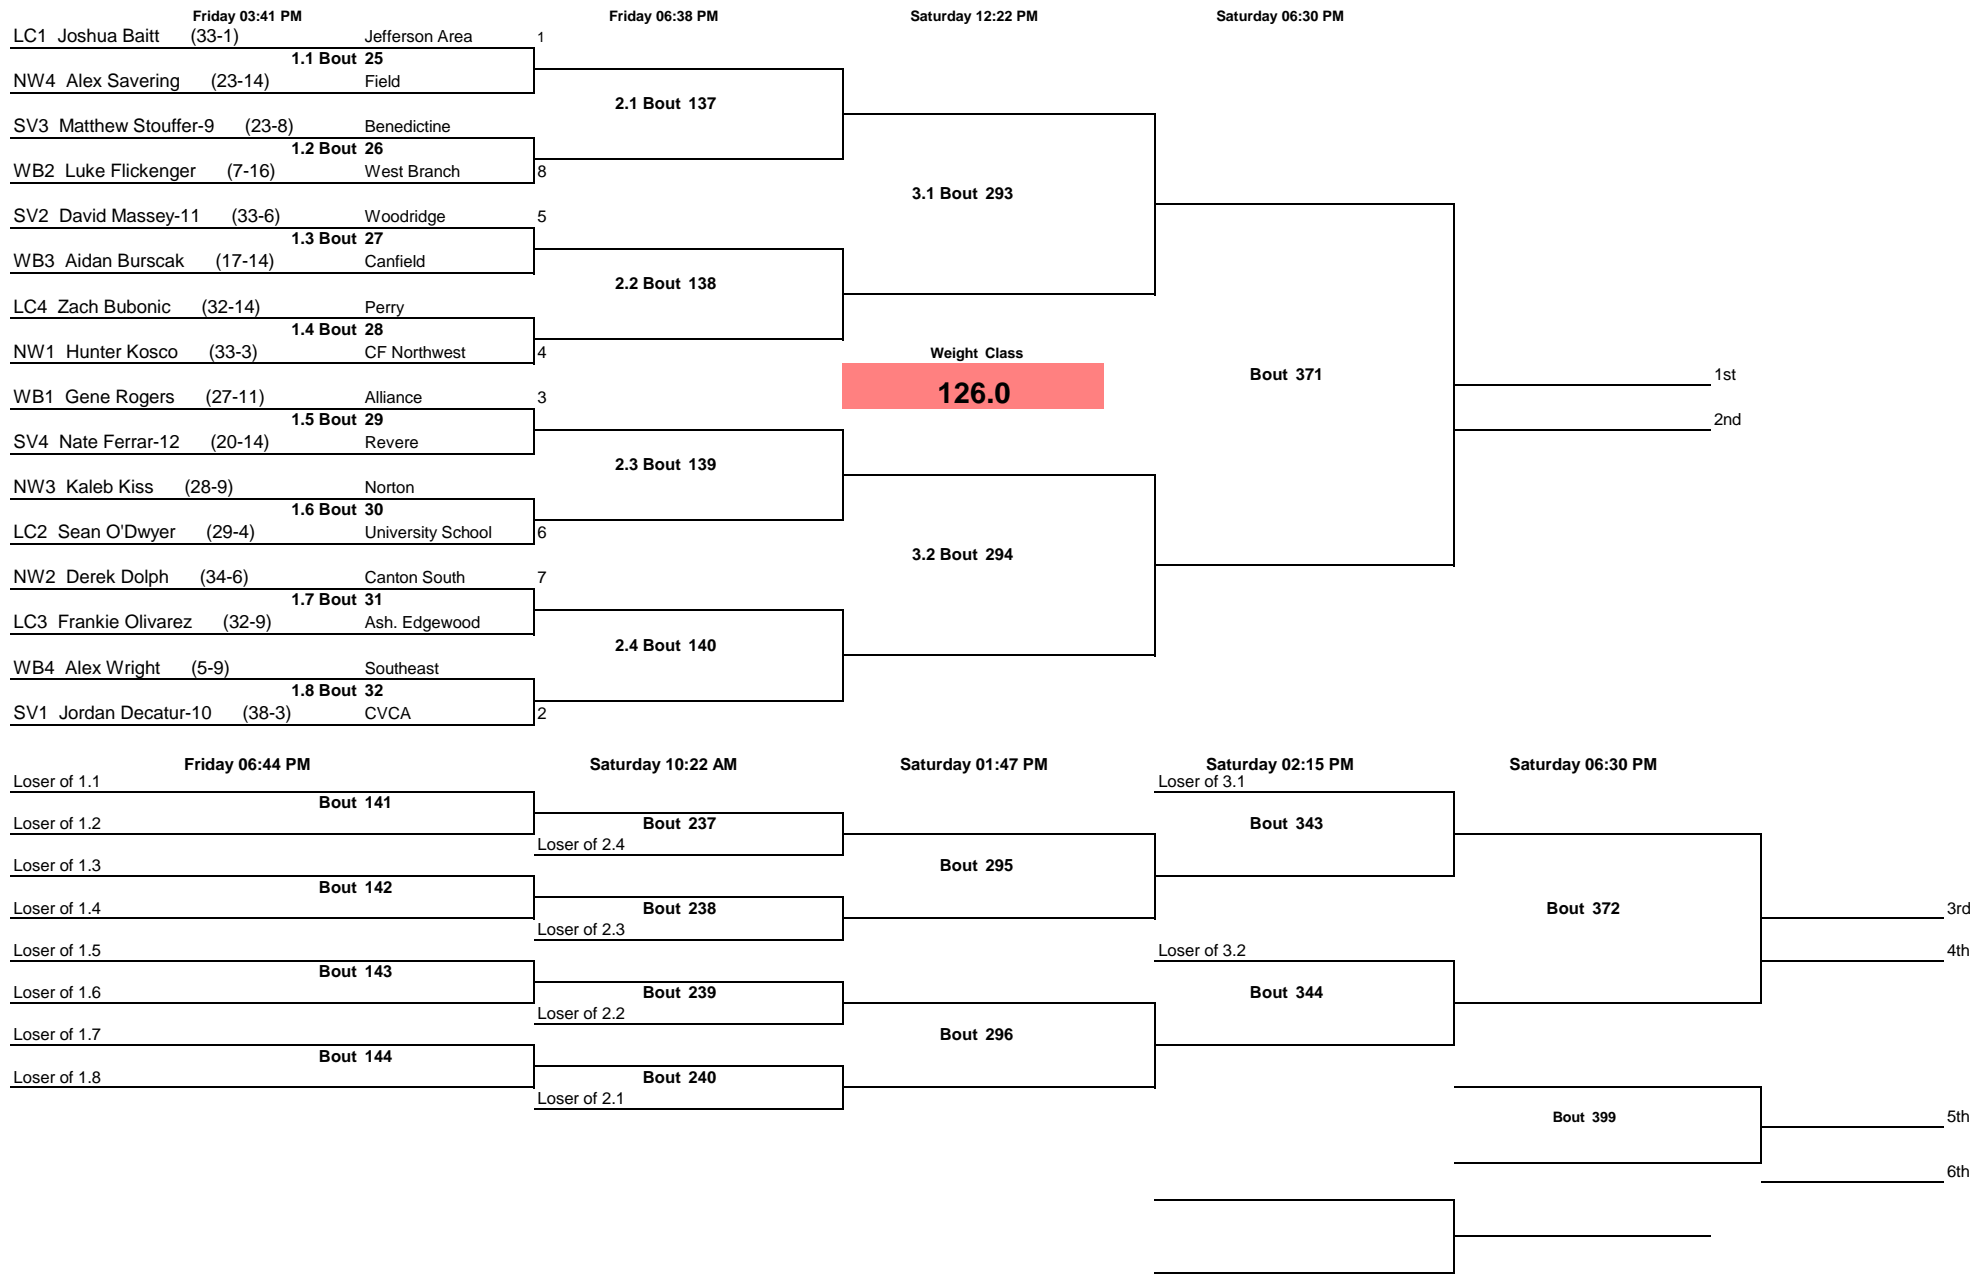 Friday 03:41 PM Friday 06:38 PM Saturday 12:22 PM Saturday 06:30 PM
LC1 Joshua Baitt (33-1) Jefferson Area 1
1.1 Bout 25
NW4 Alex Savering (23-14) Field
2.1 Bout 137
SV3 Matthew Stouffer-9 (23-8) Benedictine
1.2 Bout 26
WB2 Luke Flickenger (7-16) West Branch 8
3.1 Bout 293
SV2 David Massey-11 (33-6) Woodridge 5
1.3 Bout 27
WB3 Aidan Burscak (17-14) Canfield
2.2 Bout 138
LC4 Zach Bubonic (32-14) Perry
1.4 Bout 28
NW1 Hunter Kosco (33-3) CF Northwest 4 Weight Class
Bout 371 1st
WB1 Gene Rogers (27-11) Alliance 3 126.0
1.5 Bout 29 2nd
SV4 Nate Ferrar-12 (20-14) Revere
2.3 Bout 139
NW3 Kaleb Kiss (28-9) Norton
1.6 Bout 30
LC2 Sean O'Dwyer (29-4) University School 6
3.2 Bout 294
NW2 Derek Dolph (34-6) Canton South 7
1.7 Bout 31
LC3 Frankie Olivarez (32-9) Ash. Edgewood
2.4 Bout 140
WB4 Alex Wright (5-9) Southeast
1.8 Bout 32
SV1 Jordan Decatur-10 (38-3) CVCA 2
Friday 06:44 PM Saturday 10:22 AM Saturday 01:47 PM Saturday 02:15 PM Saturday 06:30 PM
Loser of 1.1 Loser of 3.1
Bout 141
Loser of 1.2 Bout 237 Bout 343
Loser of 2.4
Loser of 1.3 Bout 295
Bout 142
Loser of 1.4 Bout 238 Bout 372 3rd
Loser of 2.3
Loser of 1.5 Loser of 3.2 4th
Bout 143
Loser of 1.6 Bout 239 Bout 344
Loser of 2.2
Loser of 1.7 Bout 296
Bout 144
Loser of 1.8 Bout 240
Loser of 2.1
Bout 399 5th
6th